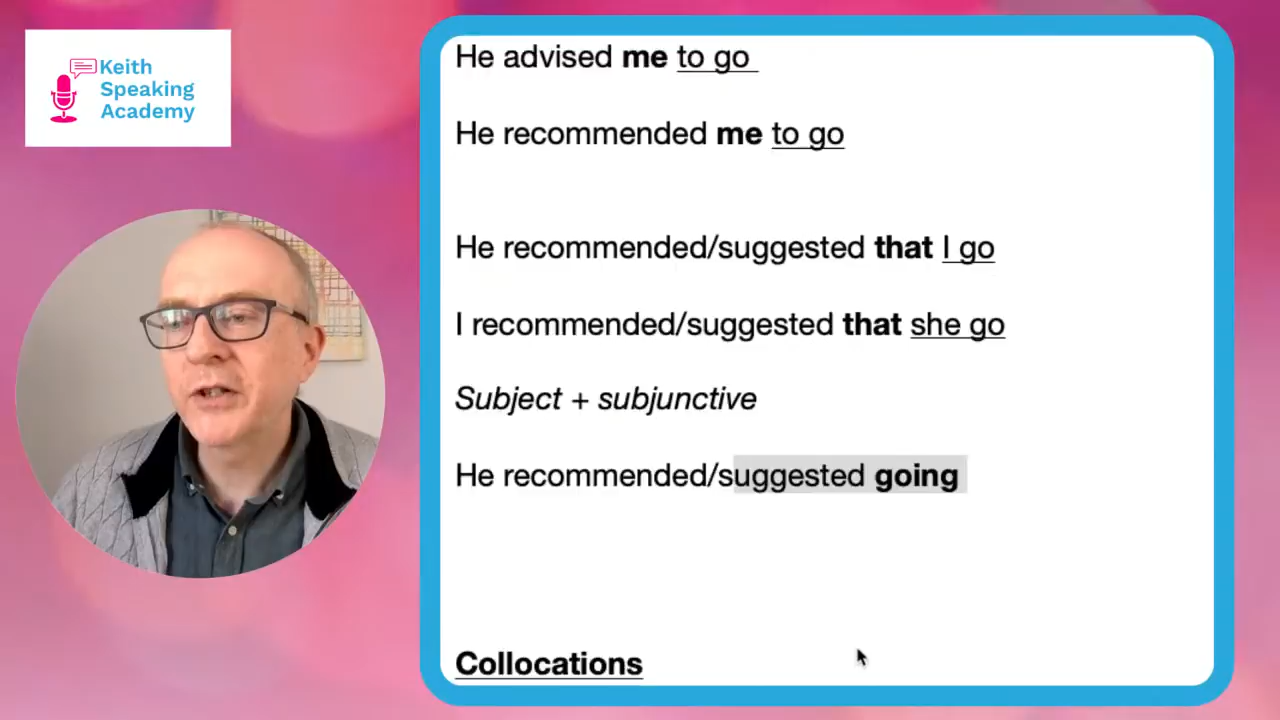 Keith
Speaking
Academy
He advised me to go
He recommended me to go
He recommended/suggested that I go
I recommended/suggested that she go
Subject + subjunctive
He recommended/suggested going
Collocations